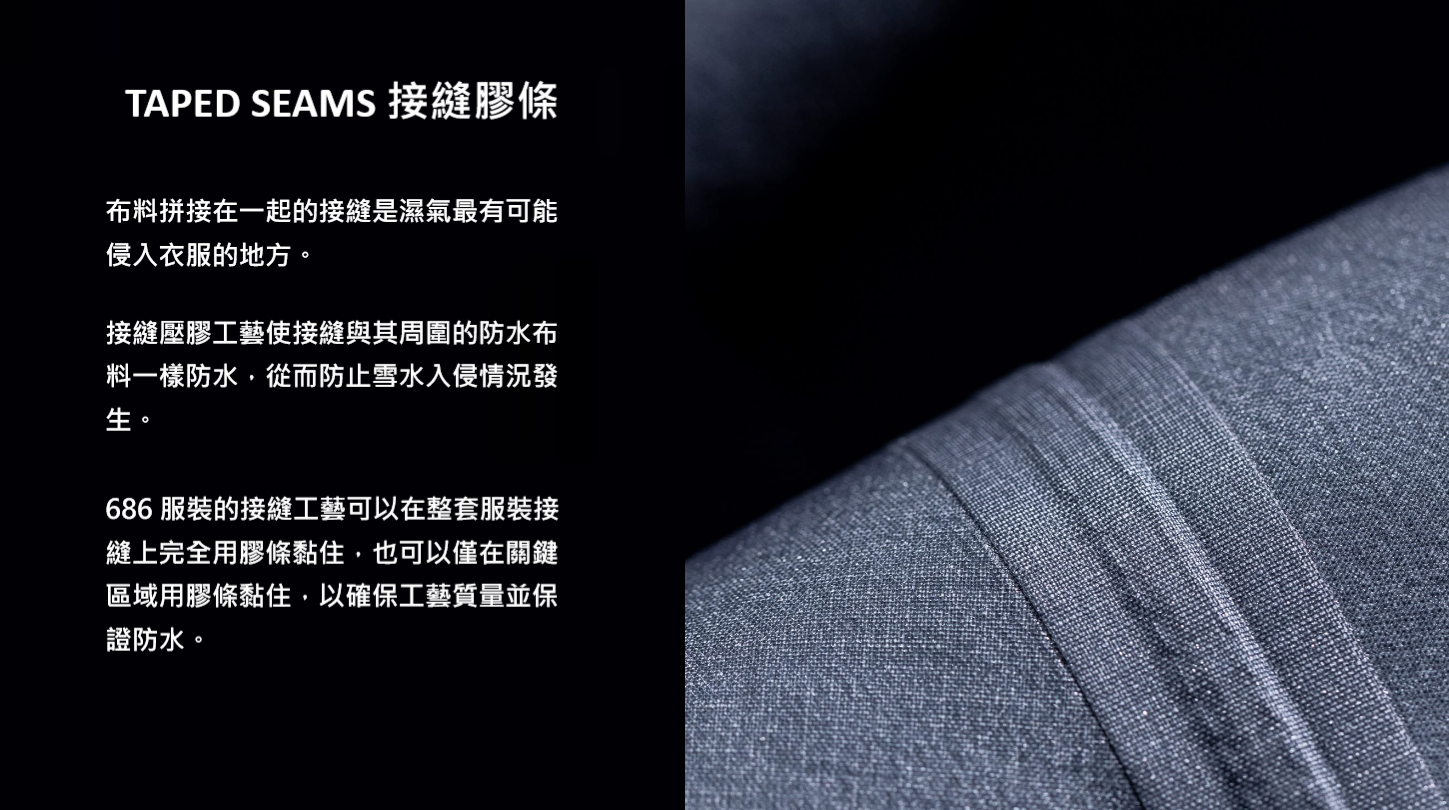 TAPED SEAMS 接縫膠條
布料拼接在一起的接縫是濕氣最有可能
侵入衣服的地方。
接縫壓膠工藝使接縫與其周圍的防水布
料一樣防水，從而防止雪水入侵情況發
生。
686 服裝的接縫工藝可以在整套服裝接
縫上完全用膠條黏住，也可以僅在關鍵
區域用膠條黏住，以確保工藝質量並保
證防水。